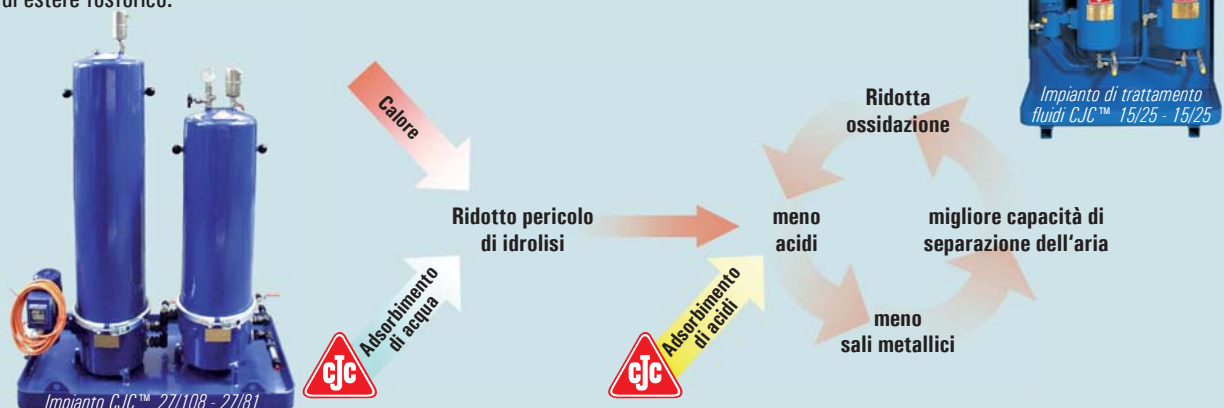 di estere fosforico.
Impianto di trattamento
fluidi CJC™ 15/25 - 15/25
Calore
Ridotta
ossidazione
Ridotto pericolo
di idrolisi
meno
acidi
migliore capacità di
separazione dell'aria
Adsorbimento
di acqua
Adsorbimento
di acidi
meno
sali metallici
cjc
cjc
Impianto CJC™ 27/108 - 27/81